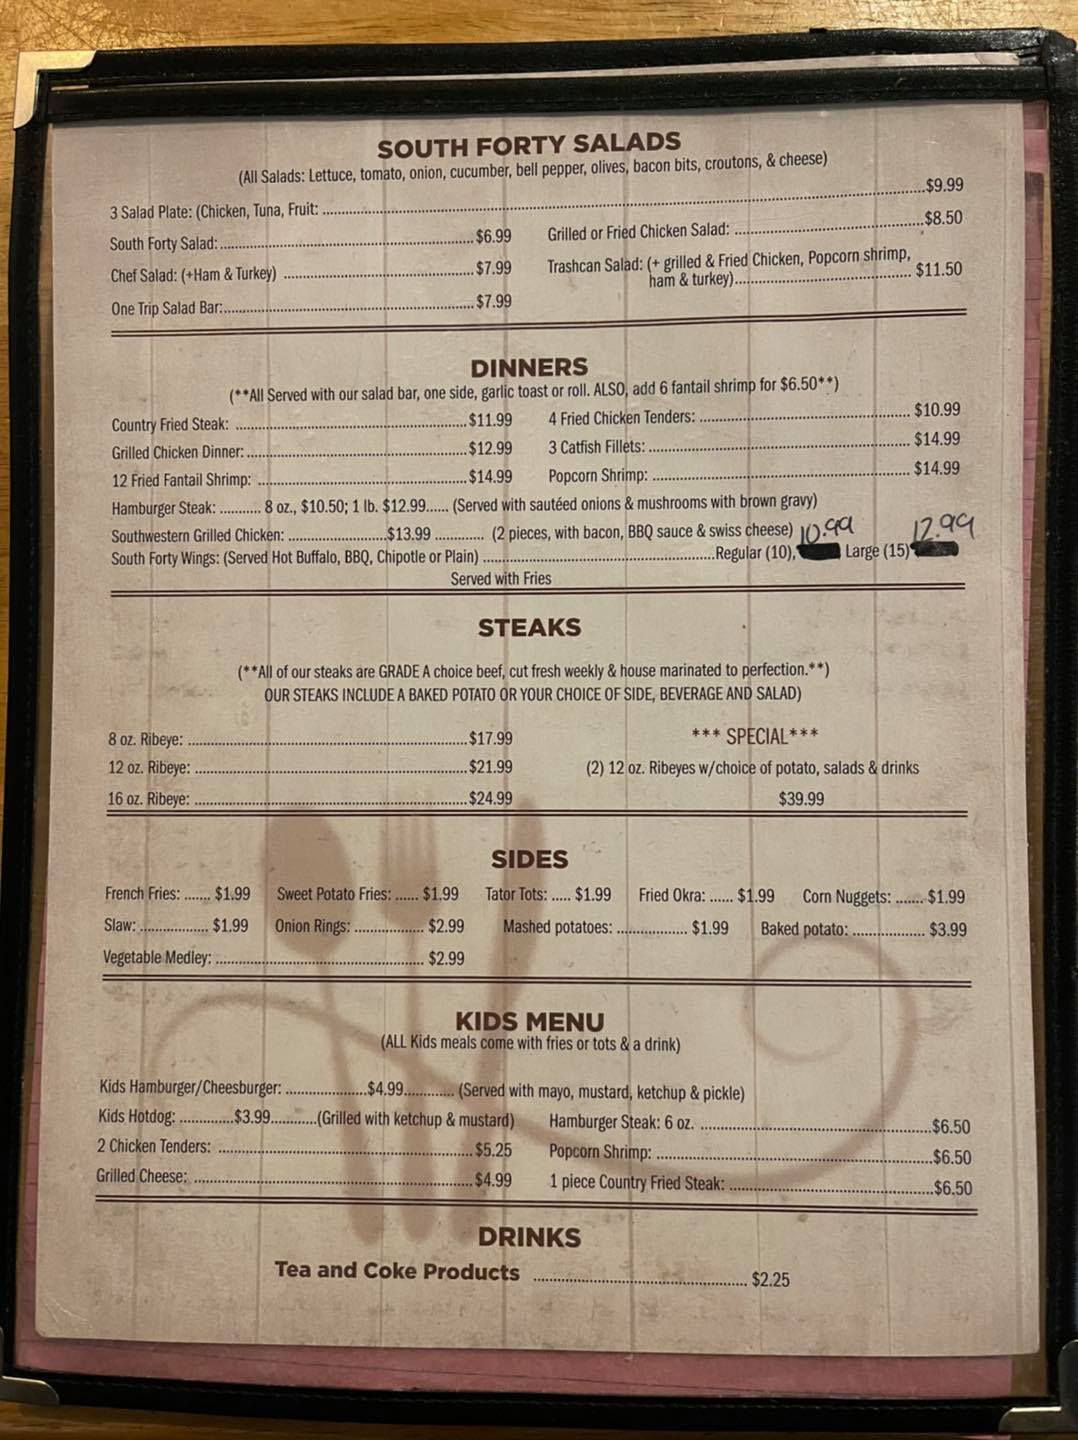 SOUTH FORTY SALADS
(All Salads: Lettuce, tomato, onion, cucumber, bell pepper, olives, bacon bits, croutons, & cheese)
3 Salad Plate: (Chicken, Tuna, Fruit: ..... $9.99
South Forty Salad: ..... $6.99 Grilled or Fried Chicken Salad: ..... $8.50
Chef Salad: (+Ham & Turkey) ..... $7.99 Trashcan Salad: (+ grilled & Fried Chicken, Popcorn shrimp,
ham & turkey)..... $11.50
One Trip Salad Bar:..... $7.99
DINNERS
(**All Served with our salad bar, one side, garlic toast or roll. ALSO, add 6 fantail shrimp for $6.50**)
Country Fried Steak: ..... $11.99 4 Fried Chicken Tenders: ..... $10.99
Grilled Chicken Dinner: ..... $12.99 3 Catfish Fillets: ..... $14.99
12 Fried Fantail Shrimp: ..... $14.99 Popcorn Shrimp: ..... $14.99
Hamburger Steak: ..... 8 oz., $10.50; 1 lb. $12.99...... (Served with sautéed onions & mushrooms with brown gravy)
Southwestern Grilled Chicken: ..... $13.99 ..... (2 pieces, with bacon, BBQ sauce & swiss cheese) 10.99 12.99
South Forty Wings: (Served Hot Buffalo, BBQ, Chipotle or Plain) ..... Regular (10), Large (15)
Served with Fries
STEAKS
(**All of our steaks are GRADE A choice beef, cut fresh weekly & house marinated to perfection.**)
OUR STEAKS INCLUDE A BAKED POTATO OR YOUR CHOICE OF SIDE, BEVERAGE AND SALAD)
8 oz. Ribeye: ..... $17.99 *** SPECIAL***
12 oz. Ribeye: ..... $21.99 (2) 12 oz. Ribeyes w/choice of potato, salads & drinks
16 oz. Ribeye: ..... $24.99 $39.99
SIDES
French Fries: ....... $1.99 Sweet Potato Fries: ...... $1.99 Tator Tots: ..... $1.99 Fried Okra: ...... $1.99 Corn Nuggets: ....... $1.99
Slaw: ..... $1.99 Onion Rings: ..... $2.99 Mashed potatoes: ..... $1.99 Baked potato: ..... $3.99
Vegetable Medley: ..... $2.99
KIDS MENU
(ALL Kids meals come with fries or tots & a drink)
Kids Hamburger/Cheesburger: ..... $4.99..... (Served with mayo, mustard, ketchup & pickle)
Kids Hotdog: ..... $3.99.....(Grilled with ketchup & mustard) Hamburger Steak: 6 oz. ..... $6.50
2 Chicken Tenders: ..... $5.25 Popcorn Shrimp: ..... $6.50
Grilled Cheese: ..... $4.99 1 piece Country Fried Steak: ..... $6.50
DRINKS
Tea and Coke Products ..... $2.25